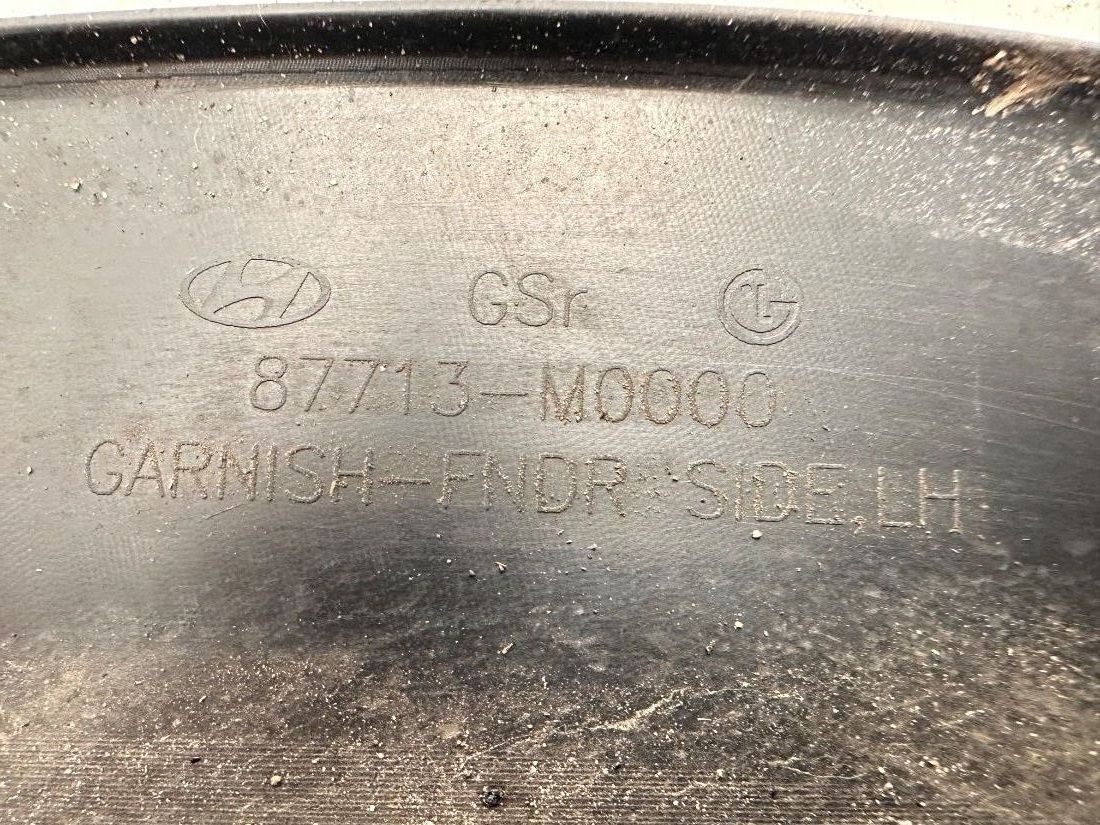 GSr
87713-M0000
GARNISH-FNDR SIDE,LH